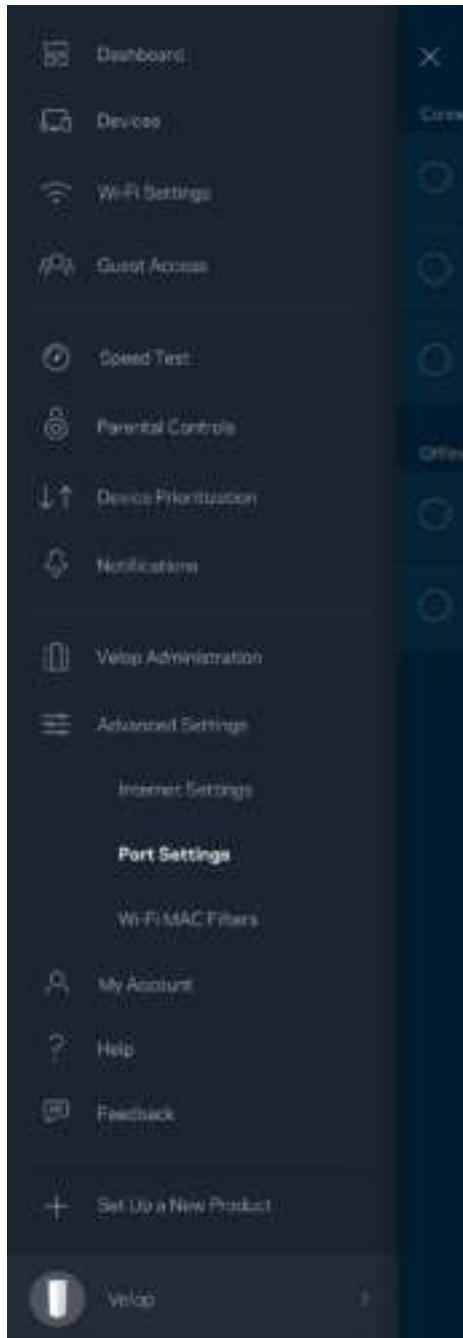 Dashboard
Devices
Wi-Fi Settings
Guest Access
Speed Test
Parental Controls
Device Prioritization
Notifications
Velop Administration
Advanced Settings
Internet Settings
Port Settings
Wi-Fi MAC Filters
My Account
Help
Feedback
Set Up a New Product
Velop